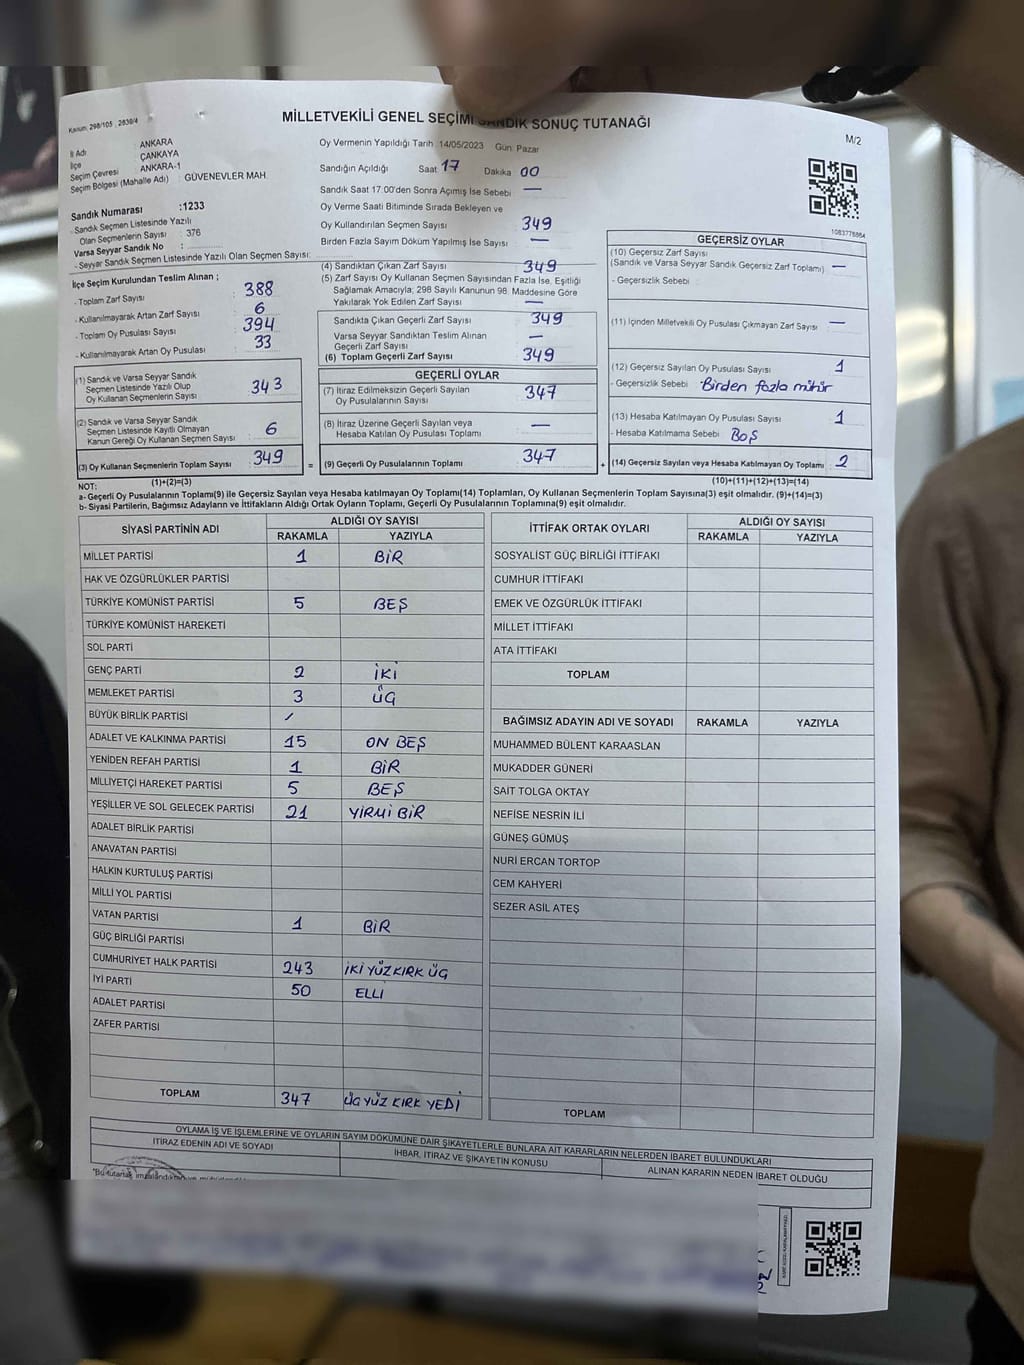 Kanun: 298/105 , 2839/4
MİLLETVEKİLİ GENEL SEÇİMİ SANDIK SONUÇ TUTANAĞI
M/2
İl Adı ANKARA
İlçe ÇANKAYA
Seçim Çevresi ANKARA-1
Seçim Bölgesi (Mahalle Adı) : GÜVENEVLER MAH.
Oy Vermenin Yapıldığı Tarih :14/05/2023 Gün: Pazar
Sandığın Açıldığı Saat 17 Dakika 00
Sandık Saat 17:00'den Sonra Açımış İse Sebebi —
Oy Verme Saati Bitiminde Sırada Bekleyen ve
Oy Kullandırılan Seçmen Sayısı 349
Birden Fazla Sayım Döküm Yapılmış İse Sayısı —
Sandık Numarası :1233
-Sandık Seçmen Listesinde Yazılı
Olan Seçmenlerin Sayısı : 376
Varsa Seyyar Sandık No :
- Seyyar Sandık Seçmen Listesinde Yazılı Olan Seçmen Sayısı:
İlçe Seçim Kurulundan Teslim Alınan ;
- Toplam Zarf Sayısı : 388
- Kullanılmayarak Artan Zarf Sayısı : 6
- Toplam Oy Pusulası Sayısı : 394
- Kullanılmayarak Artan Oy Pusulası : 33
(1) Sandık ve Varsa Seyyar Sandık
Seçmen Listesinde Yazılı Olup
Oy Kullanan Seçmenlerin Sayısı 343
(2) Sandık ve Varsa Seyyar Sandık
Seçmen Listesinde Kayıtlı Olmayan
Kanun Gereği Oy Kullanan Seçmen Sayısı 6
(3) Oy Kullanan Seçmenlerin Toplam Sayısı 349
(1)+(2)=(3)
(4) Sandıktan Çıkan Zarf Sayısı 349
(5) Zarf Sayısı Oy Kullanan Seçmen Sayısından Fazla İse, Eşitliği
Sağlamak Amacıyla; 298 Sayılı Kanunun 98. Maddesine Göre
Yakılarak Yok Edilen Zarf Sayısı —
Sandıkta Çıkan Geçerli Zarf Sayısı 349
Varsa Seyyar Sandıktan Teslim Alınan
Geçerli Zarf Sayısı —
(6) Toplam Geçerli Zarf Sayısı 349
GEÇERLİ OYLAR
(7) İtiraz Edilmeksizin Geçerli Sayılan
Oy Pusulalarının Sayısı 347
(8) İtiraz Üzerine Geçerli Sayılan veya
Hesaba Katılan Oy Pusulası Toplamı —
= (9) Geçerli Oy Pusulalarının Toplamı 347
1083776864
GEÇERSİZ OYLAR
(10) Geçersiz Zarf Sayısı
(Sandık ve Varsa Seyyar Sandık Geçersiz Zarf Toplamı) —
- Geçersizlik Sebebi :
(11) İçinden Milletvekili Oy Pusulası Çıkmayan Zarf Sayısı —
(12) Geçersiz Sayılan Oy Pusulası Sayısı 1
- Geçersizlik Sebebi : Birden fazla mühür
(13) Hesaba Katılmayan Oy Pusulası Sayısı 1
- Hesaba Katılmama Sebebi : BOŞ
+ (14) Geçersiz Sayılan veya Hesaba Katılmayan Oy Toplamı 2
(10)+(11)+(12)+(13)=(14)
NOT:
a- Geçerli Oy Pusulalarının Toplamı(9) ile Geçersiz Sayılan veya Hesaba katılmayan Oy Toplamı(14) Toplamları, Oy Kullanan Seçmenlerin Toplam Sayısına(3) eşit olmalıdır. (9)+(14)=(3)
b- Siyasi Partilerin, Bağımsız Adayların ve İttifakların Aldığı Ortak Oyların Toplamı, Geçerli Oy Pusulalarının Toplamına(9) eşit olmalıdır.
SİYASİ PARTİNİN ADI ALDIĞI OY SAYISI
RAKAMLA YAZIYLA
MİLLET PARTİSİ 1 BİR
HAK VE ÖZGÜRLÜKLER PARTİSİ
TÜRKİYE KOMÜNİST PARTİSİ 5 BEŞ
TÜRKİYE KOMÜNİST HAREKETİ
SOL PARTİ
GENÇ PARTİ 2 İKİ
MEMLEKET PARTİSİ 3 ÜÇ
BÜYÜK BİRLİK PARTİSİ
ADALET VE KALKINMA PARTİSİ 15 ON BEŞ
YENİDEN REFAH PARTİSİ 1 BİR
MİLLİYETÇİ HAREKET PARTİSİ 5 BEŞ
YEŞİLLER VE SOL GELECEK PARTİSİ 21 YİRMİ BİR
ADALET BİRLİK PARTİSİ
ANAVATAN PARTİSİ
HALKIN KURTULUŞ PARTİSİ
MİLLİ YOL PARTİSİ
VATAN PARTİSİ 1 BİR
GÜÇ BİRLİĞİ PARTİSİ
CUMHURİYET HALK PARTİSİ 243 İKİ YÜZ KIRK ÜÇ
İYİ PARTİ 50 ELLİ
ADALET PARTİSİ
ZAFER PARTİSİ
TOPLAM 347 ÜÇ YÜZ KIRK YEDİ
İTTİFAK ORTAK OYLARI ALDIĞI OY SAYISI
RAKAMLA YAZIYLA
SOSYALİST GÜÇ BİRLİĞİ İTTİFAKI
CUMHUR İTTİFAKI
EMEK VE ÖZGÜRLÜK İTTİFAKI
MİLLET İTTİFAKI
ATA İTTİFAKI
TOPLAM
BAĞIMSIZ ADAYIN ADI VE SOYADI RAKAMLA YAZIYLA
MUHAMMED BÜLENT KARAASLAN
MUKADDER GÜNERİ
SAİT TOLGA OKTAY
NEFİSE NESRİN İLİ
GÜNEŞ GÜMÜŞ
NURİ ERCAN TORTOP
CEM KAHYERİ
SEZER ASİL ATEŞ
TOPLAM
OYLAMA İŞ VE İŞLEMLERİNE VE OYLARIN SAYIM DÖKÜMÜNE DAİR ŞİKAYETLERLE BUNLARA AİT KARARLARIN NELERDEN İBARET BULUNDUKLARI
İTİRAZ EDENİN ADI VE SOYADI İHBAR, İTİRAZ VE ŞİKAYETİN KONUSU ALINAN KARARIN NEDEN İBARET OLDUĞU
"Bu tutanak